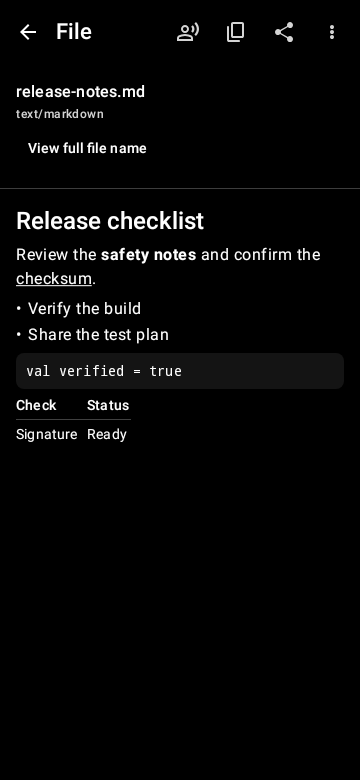 File
release-notes.md
text/markdown
View full file name
Release checklist
Review the safety notes and confirm the
checksum.
• Verify the build
• Share the test plan
val verified = true
Check Status
Signature Ready